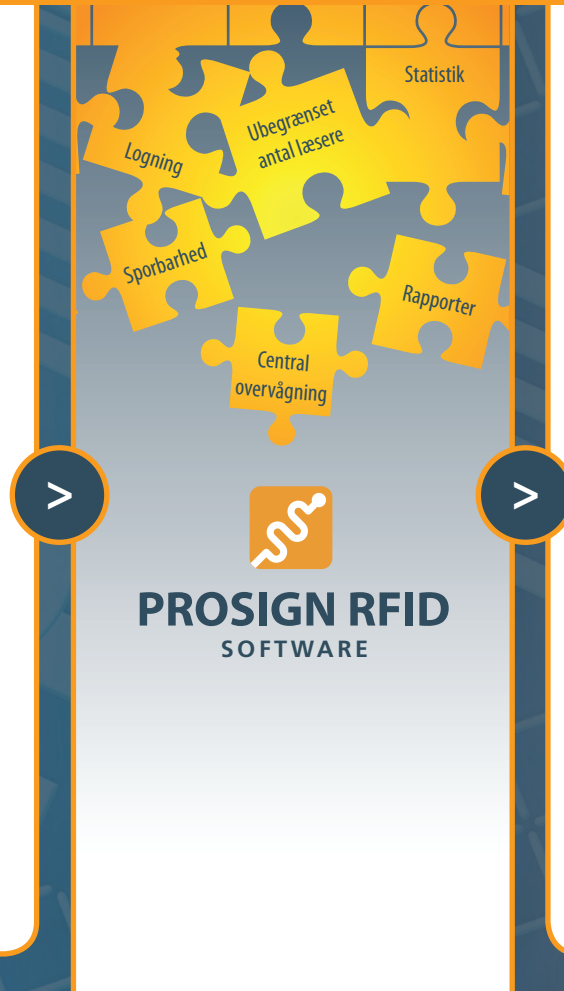 Statistik
Ubegrænset
antal læsere
Logning
Sporbarhed
Rapporter
Central
overvågning
>
>
PROSIGN RFID
SOFTWARE